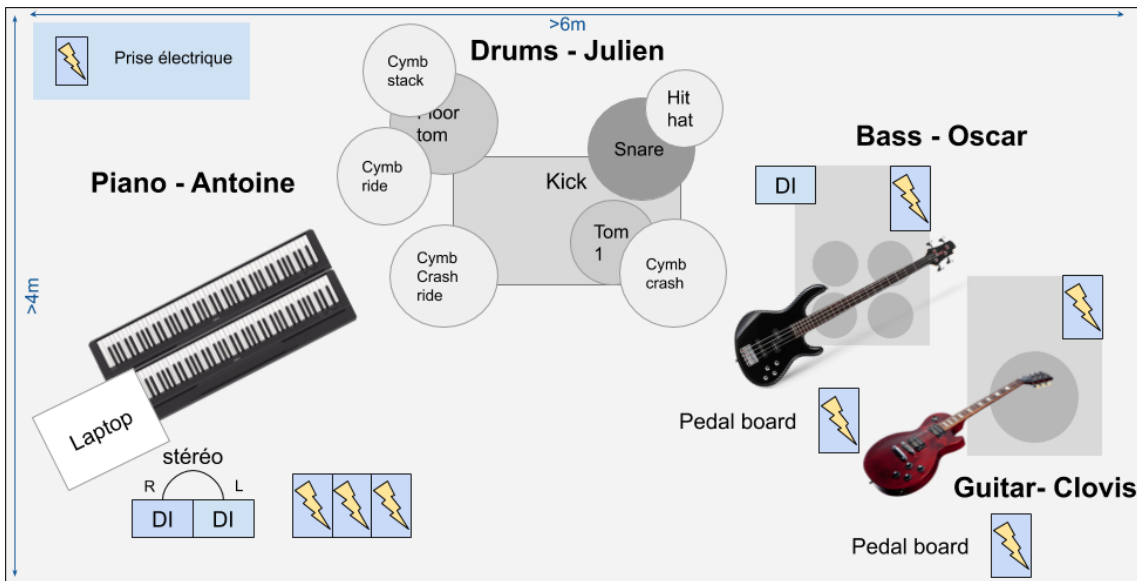 >6m
Prise électrique
Drums - Julien
Cymb
stack
Floor
tom
Hit
hat
Snare
Cymb
ride
Kick
Tom
1
Cymb
Crash
ride
Cymb
crash
Bass - Oscar
DI
Piano - Antoine
>4m
Laptop
stéréo
R
L
DI
DI
Pedal board
Guitar- Clovis
Pedal board